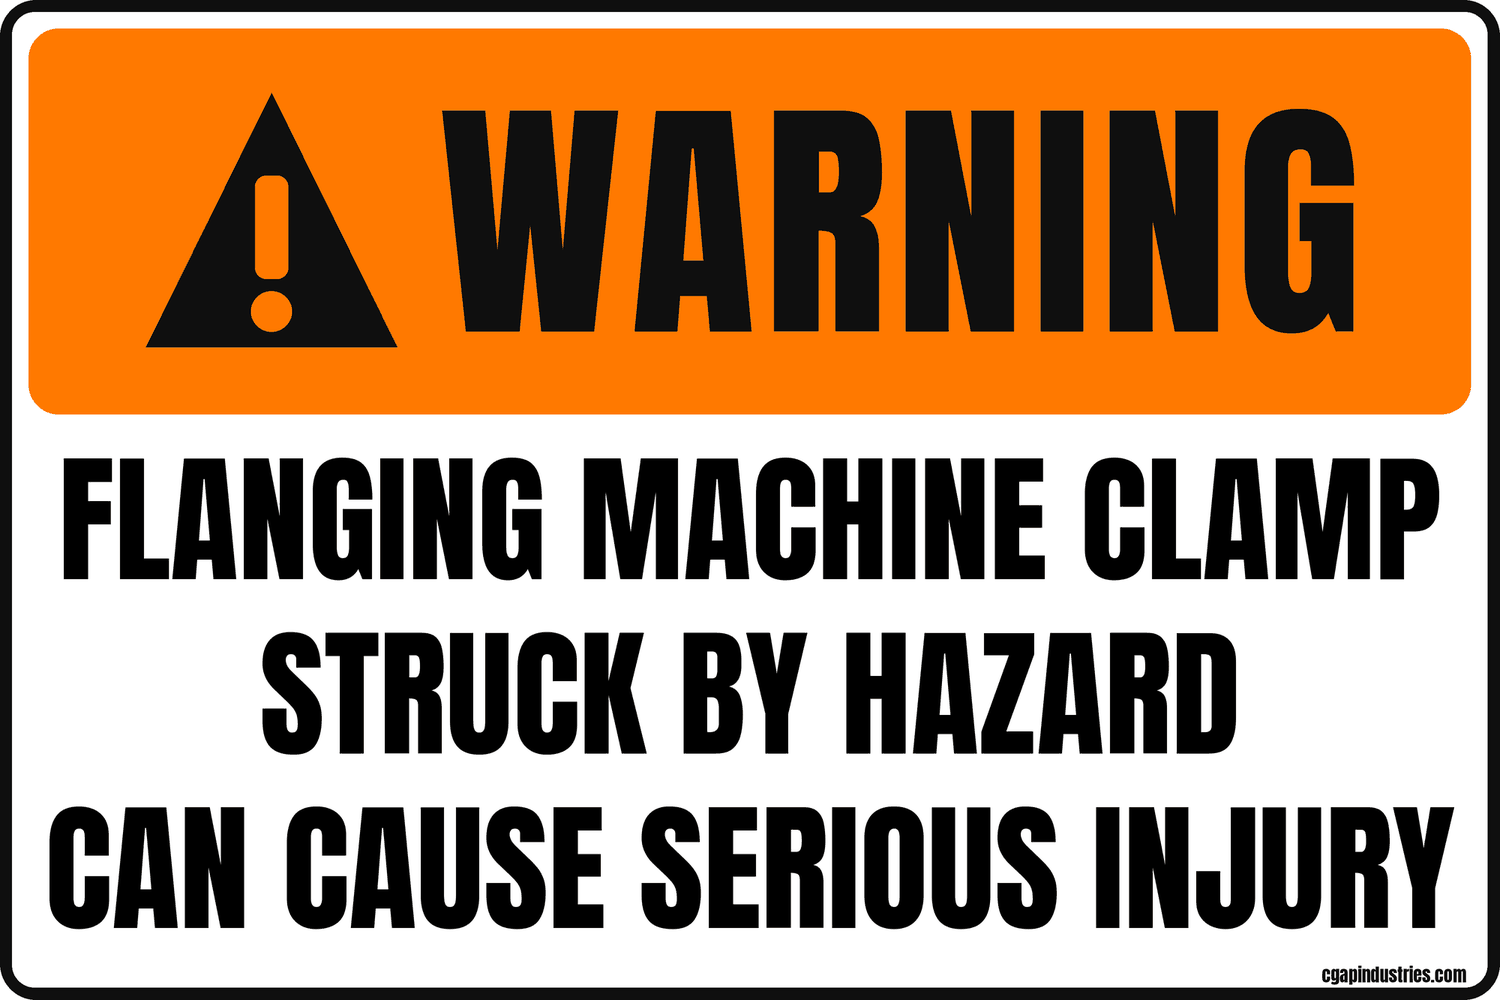 WARNING
FLANGING MACHINE CLAMP
STRUCK BY HAZARD
CAN CAUSE SERIOUS INJURY
cgapindustries.com